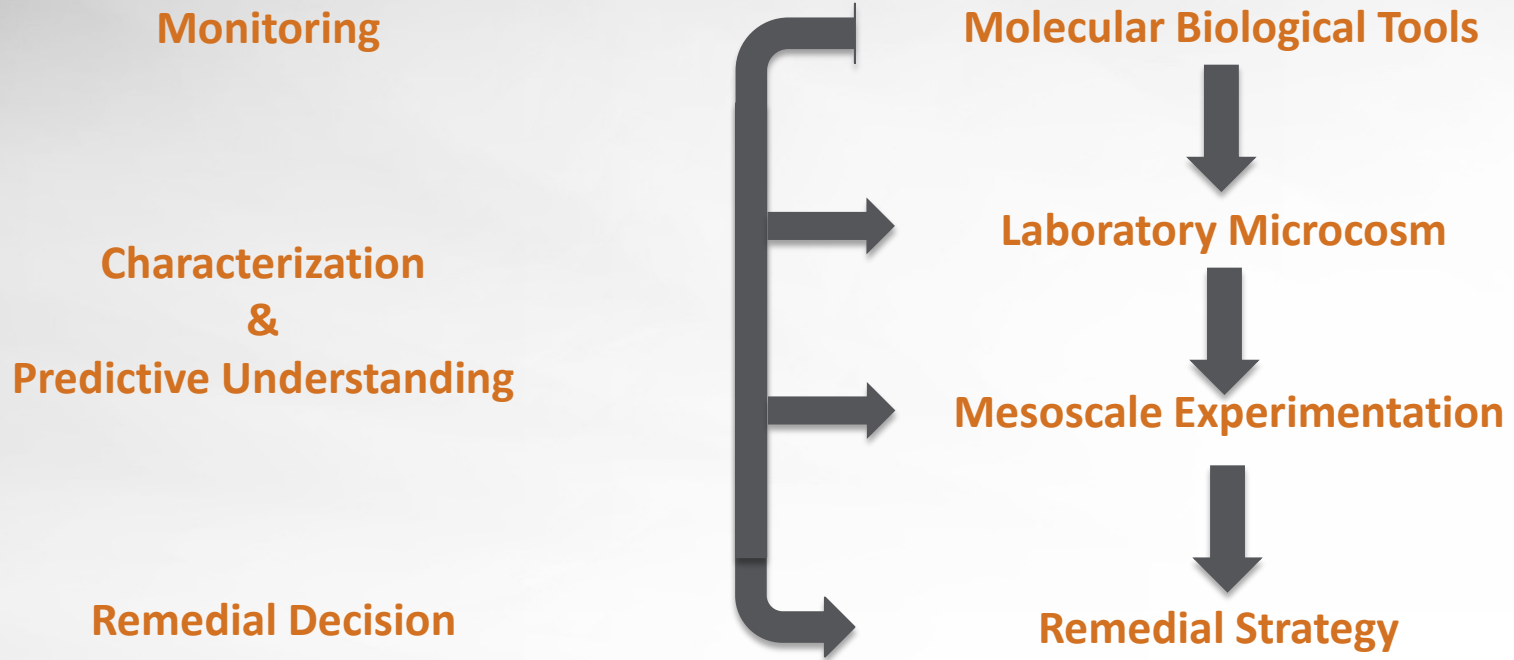 Monitoring
Molecular Biological Tools
Laboratory Microcosm
Characterization
&
Predictive Understanding
Mesoscale Experimentation
Remedial Decision
Remedial Strategy